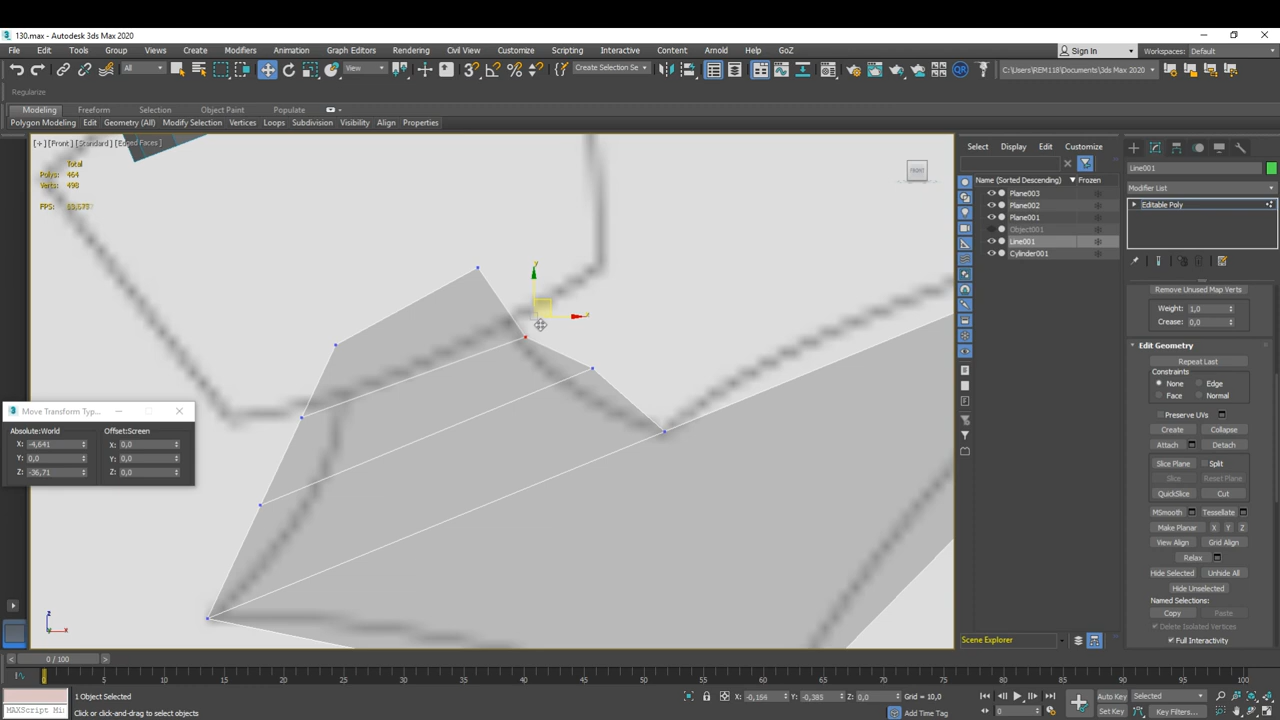 130.max - Autodesk 3ds Max 2020
File Edit Tools Group Views Create Modifiers Animation Graph Editors Rendering Civil View Customize Scripting Interactive Content Arnold Help GoZ Sign In Workspaces: Default
All View Create Selection Se QR C:\Users\REM118\Documents\3ds Max 2020
Regularize
Modeling Freeform Selection Object Paint Populate
Polygon Modeling Edit Geometry (All) Modify Selection Vertices Loops Subdivision Visibility Align Properties
[+] [Front] [Standard] [Edged Faces]
Total
Polys: 464
Verts: 498
FPS:
FRONT
y
x
Move Transform Typ...
Absolute:World Offset:Screen
X: -4,641 X: 0,0
Y: 0,0 Y: 0,0
Z: -36,71 Z: 0,0
z
x
Select Display Edit Customize
Name (Sorted Descending) Frozen
Plane003
Plane002
Plane001
Object001
Line001
Cylinder001
Scene Explorer
Line001
Modifier List
Editable Poly
Remove Unused Map Verts
Weight: 1,0
Crease: 0,0
Edit Geometry
Repeat Last
Constraints
None Edge
Face Normal
Preserve UVs
Create Collapse
Attach Detach
Slice Plane Split
Slice Reset Plane
QuickSlice Cut
MSmooth Tessellate
Make Planar X Y Z
View Align Grid Align
Relax
Hide Selected Unhide All
Hide Unselected
Named Selections:
Copy Paste
Delete Isolated Vertices
Full Interactivity
0 / 100
0 5 10 15 20 25 30 35 40 45 50 55 60 65 70 75 80 85 90 95 100
1 Object Selected X: -0,164 Y: -0,385 Z: 0,0 Grid = 10,0 Auto Key Selected
MAXScript Mi Click or click-and-drag to select objects Add Time Tag 0 Set Key Key Filters...